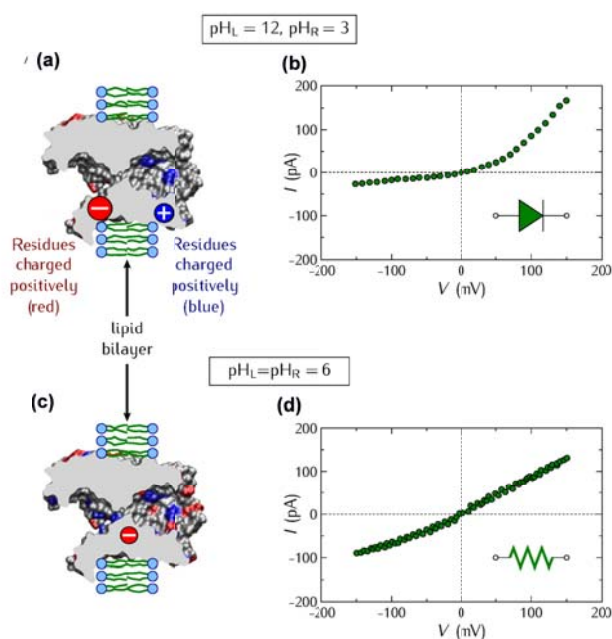 pH_L = 12, pH_R = 3
(a)
(b)
200
100
0
−100
−200
I (pA)
−200
−100
0
100
200
V (mV)
−
+
Residues
charged
positively
(red)
Residues
charged
positively
(blue)
lipid
bilayer
pH_L=pH_R = 6
(c)
(d)
200
100
0
-100
-200
I (pA)
−200
−100
0
100
200
V (mV)
−